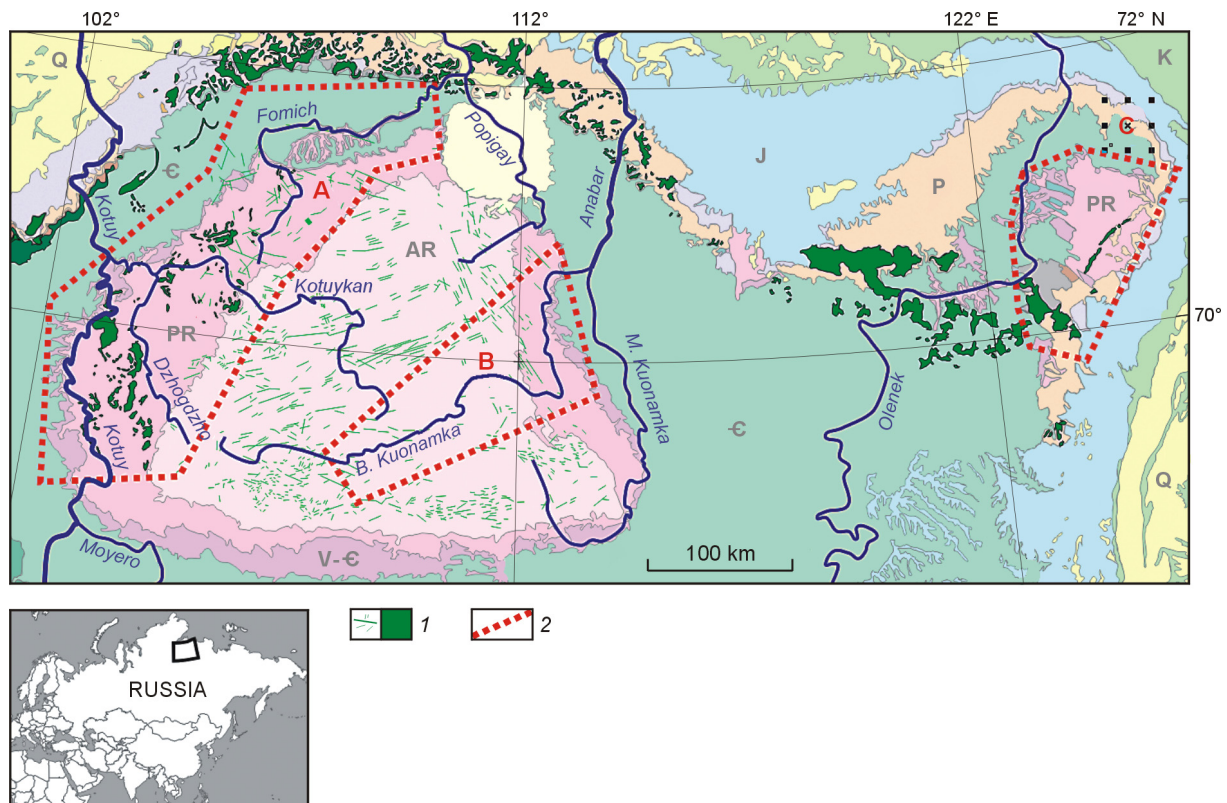 102°
112°
122° E
72° N
Q
K
Fomich
Popigay
C
Є
J
Anabar
P
A
PR
Kotuy
AR
Kotuykan
70°
PR
B
M. Kuonamka
Dzhogdzho
Olenek
Є
Kotuy
B. Kuonamka
Q
100 km
Moyero
V-Є
1
2
RUSSIA